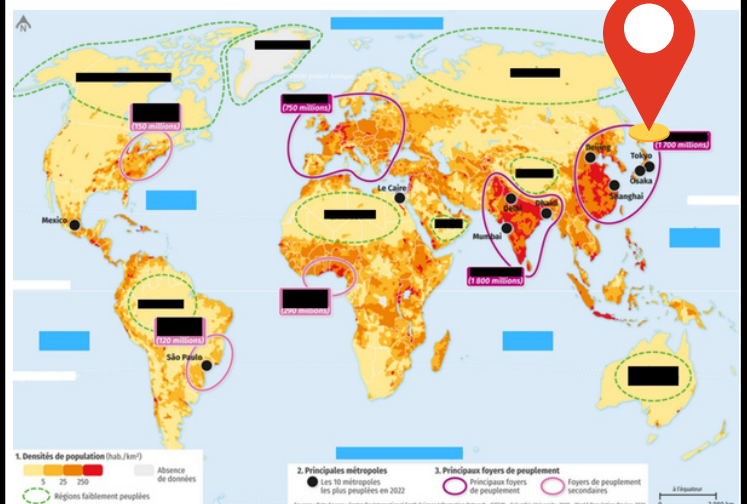 N
(750 millions)
(150 millions)
(1 700 millions)
Beijing
Tokyo
Osaka
Shanghai
Le Caire
Delhi
Dhaka
Mexico
Mumbai
(1 800 millions)
(290 millions)
(120 millions)
São Paulo
1. Densités de population (hab./km²)
5 25 250
Absence
de données
Régions faiblement peuplées
2. Principales métropoles
Les 10 métropoles
les plus peuplées en 2022
3. Principaux foyers de peuplement
Principaux foyers
de peuplement
Foyers de peuplement
secondaires
à l'équateur